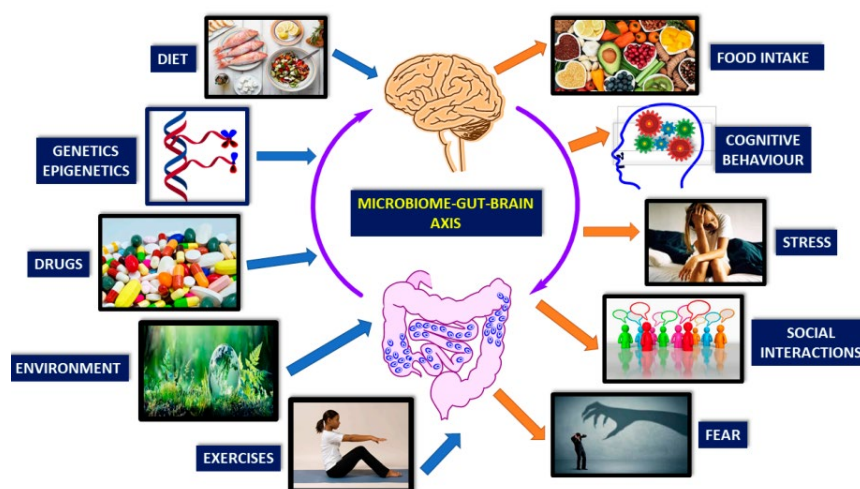 DIET
FOOD INTAKE
GENETICS
EPIGENETICS
COGNITIVE
BEHAVIOUR
MICROBIOME-GUT-BRAIN
AXIS
DRUGS
STRESS
ENVIRONMENT
SOCIAL
INTERACTIONS
EXERCISES
FEAR